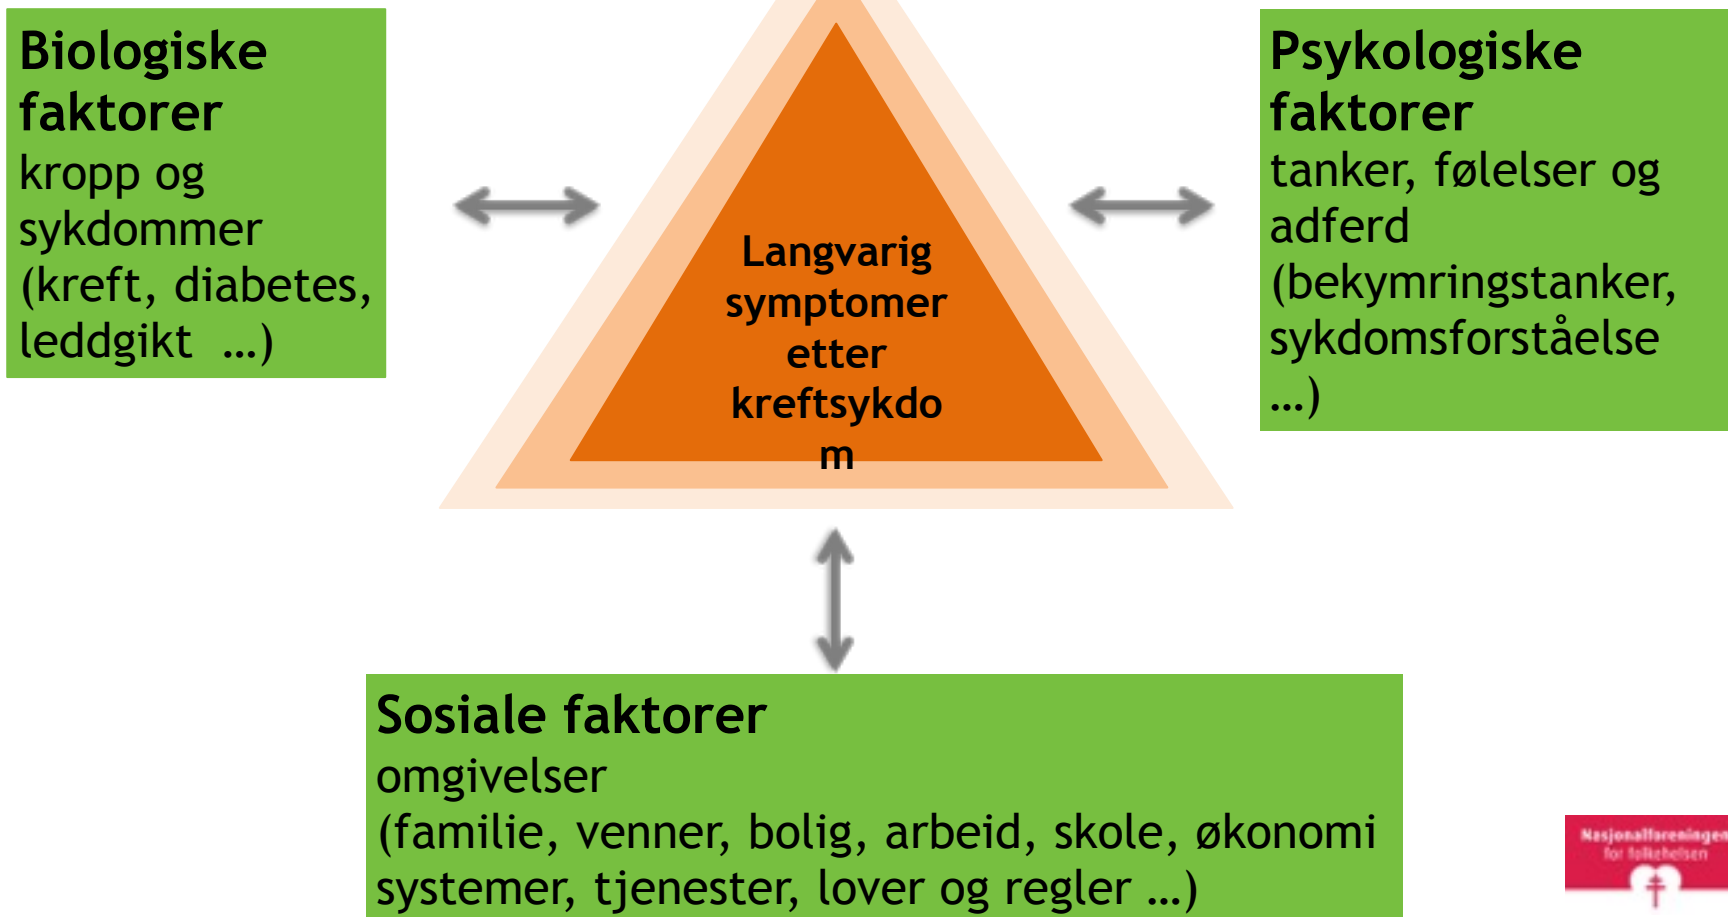 Biologiske
faktorer
kropp og
sykdommer
(kreft, diabetes,
leddgikt  …)
Langvarig
symptomer
etter
kreftsykdo
m
Psykologiske
faktorer
tanker, følelser og
adferd
(bekymringstanker,
sykdomsforståelse
…)
Sosiale faktorer
omgivelser
(familie, venner, bolig, arbeid, skole, økonomi
systemer, tjenester, lover og regler …)
Nasjonalforeningen
for folkehelsen